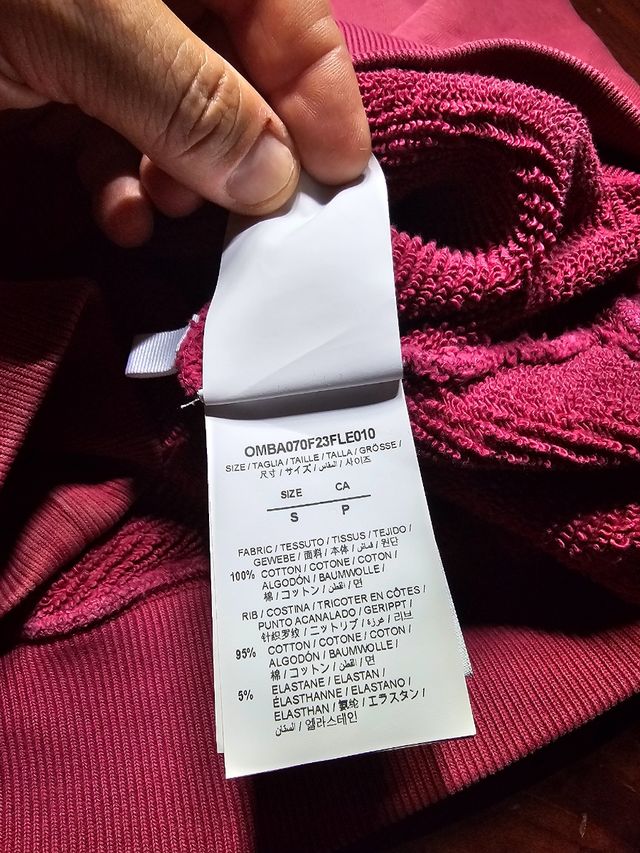 OMBA070F23FLE010
SIZE / TAGLIA / TAILLE / TALLA / GRÖSSE /
尺寸 / サイズ / المقاس / 사이즈
SIZE CA
S P
FABRIC / TESSUTO / TISSUS / TEJIDO /
GEWEBE / 面料 / 本体 / قماش / 원단
100% COTTON / COTONE / COTON /
ALGODÓN / BAUMWOLLE /
棉 / コットン / القطن / 면
RIB / COSTINA / TRICOTER EN CÔTES /
PUNTO ACANALADO / GERIPPT /
针织罗纹 / ニットリブ / غرزة / 리브
95% COTTON / COTONE / COTON /
ALGODÓN / BAUMWOLLE /
棉 / コットン / القطن / 면
5% ELASTANE / ELASTAN /
ÉLASTHANNE / ELASTANO /
ELASTHAN / 氨纶 / エラスタン /
/ 엘라스테인